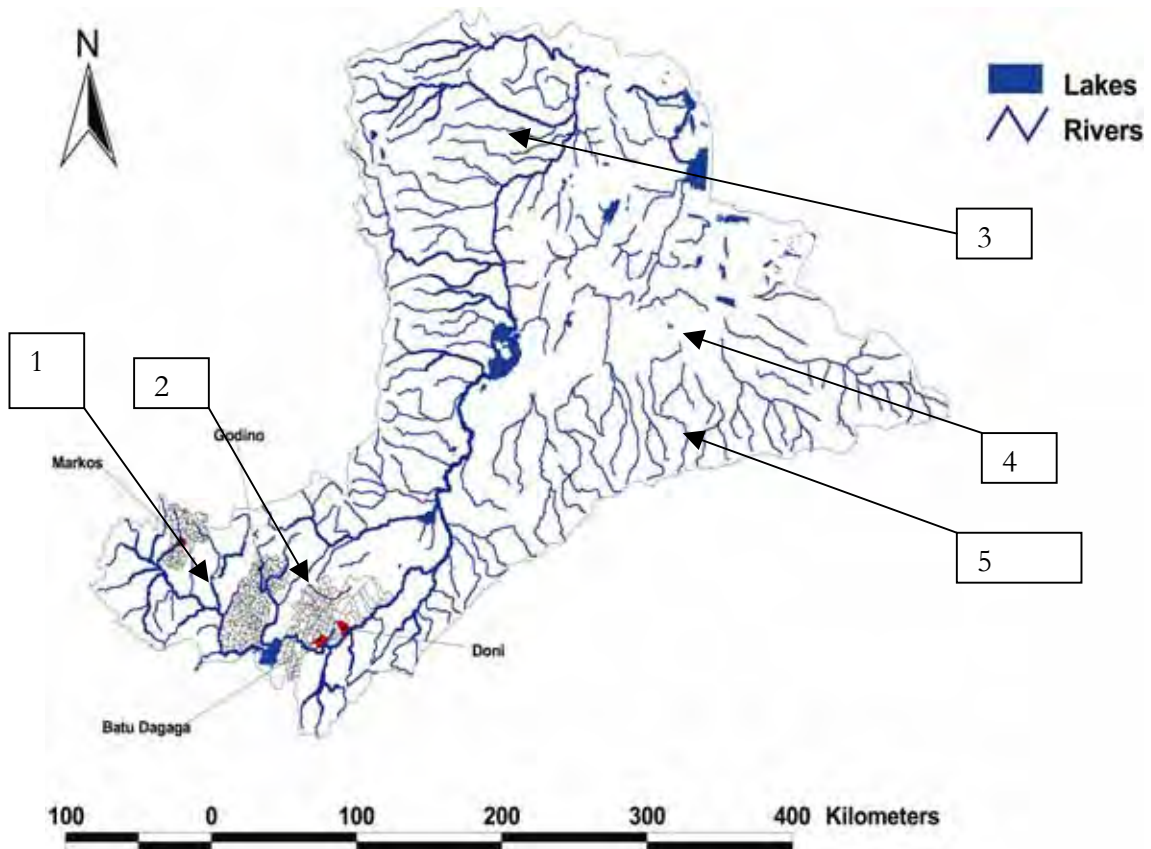 N
Lakes
Rivers
3
1
2
Godino
Markos
4
5
Doni
Batu Dagaga
100 0 100 200 300 400 Kilometers